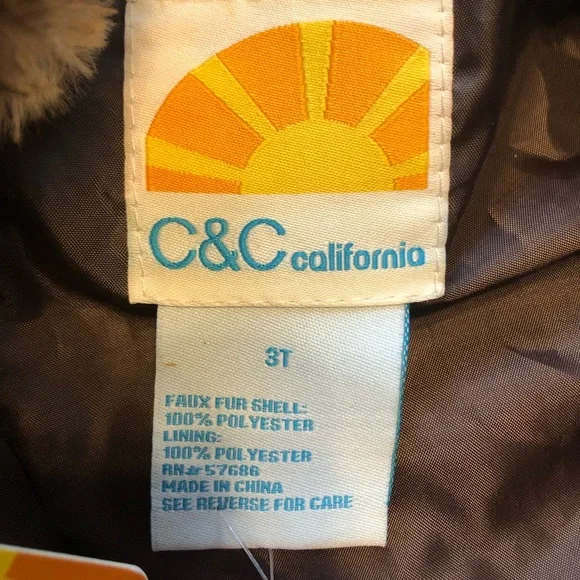 C&C california
3T
FAUX FUR SHELL:
100% POLYESTER
LINING:
100% POLYESTER
RN# 57686
MADE IN CHINA
SEE REVERSE FOR CARE